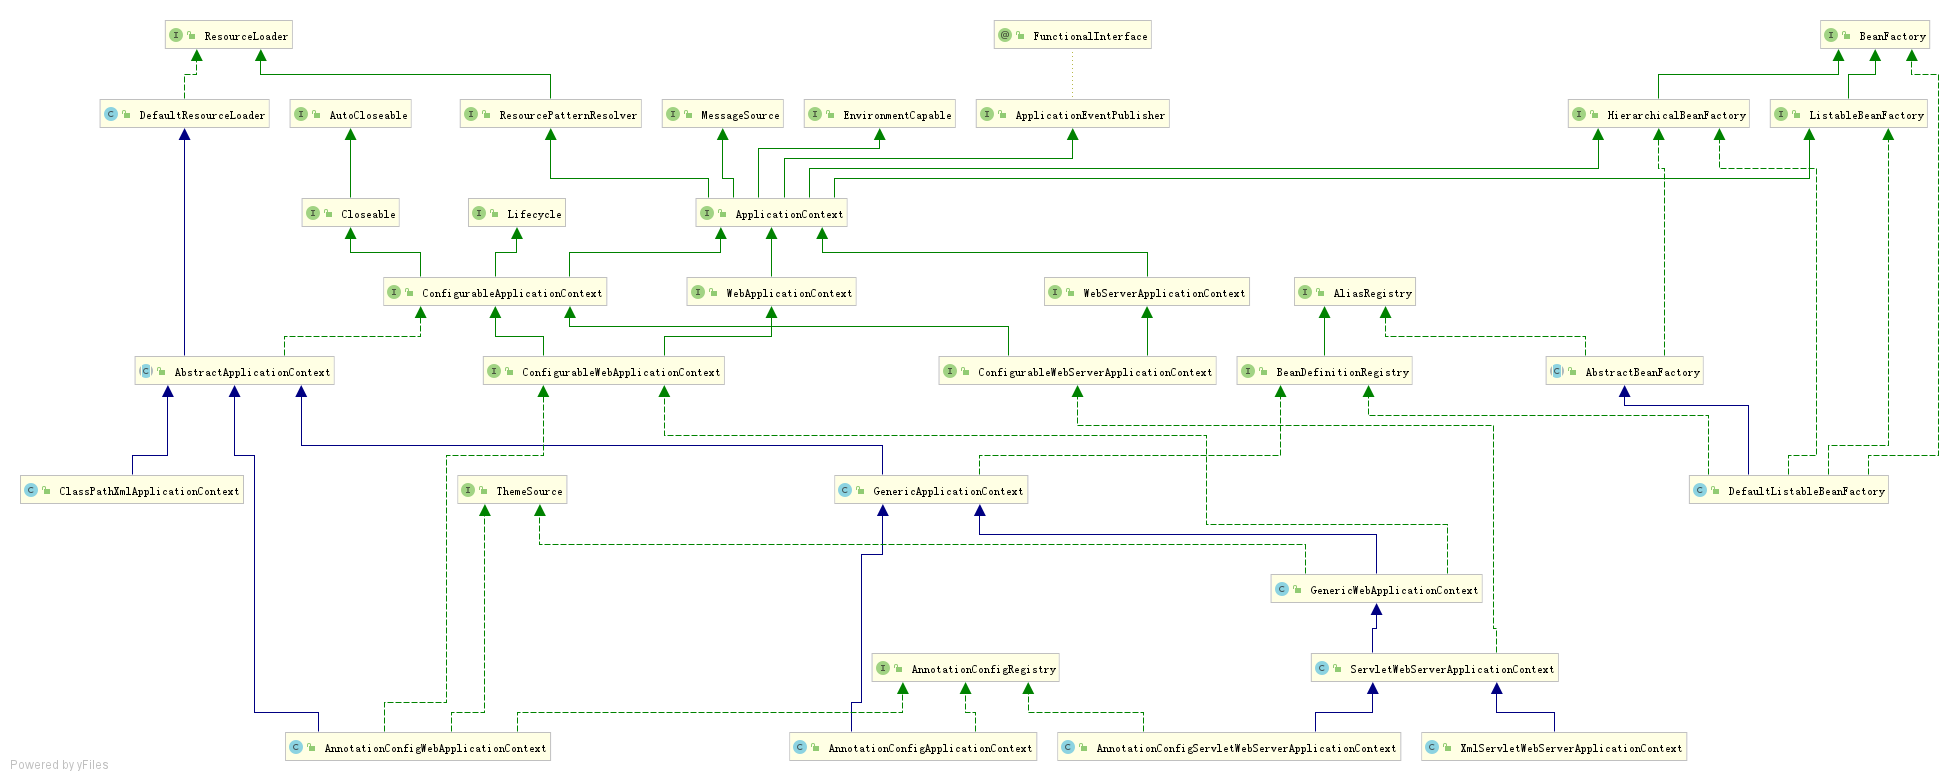 ResourceLoader
FunctionalInterface
BeanFactory
DefaultResourceLoader
AutoCloseable
ResourcePatternResolver
MessageSource
EnvironmentCapable
ApplicationEventPublisher
HierarchicalBeanFactory
ListableBeanFactory
Closeable
Lifecycle
ApplicationContext
ConfigurableApplicationContext
WebApplicationContext
WebServerApplicationContext
AliasRegistry
AbstractApplicationContext
ConfigurableWebApplicationContext
ConfigurableWebServerApplicationContext
BeanDefinitionRegistry
AbstractBeanFactory
ClassPathXmlApplicationContext
ThemeSource
GenericApplicationContext
DefaultListableBeanFactory
GenericWebApplicationContext
AnnotationConfigRegistry
ServletWebServerApplicationContext
AnnotationConfigWebApplicationContext
AnnotationConfigApplicationContext
AnnotationConfigServletWebServerApplicationContext
XmlServletWebServerApplicationContext
Powered by yFiles